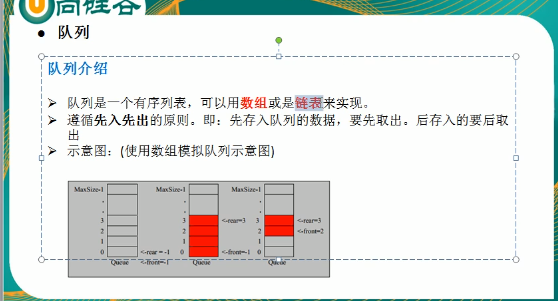 尚硅谷
● 队列
队列介绍
➢ 队列是一个有序列表，可以用数组或是链表来实现。
➢ 遵循先入先出的原则。即：先存入队列的数据，要先取出。后存入的要后取
出
➢ 示意图：(使用数组模拟队列示意图)
MaxSize-1 MaxSize-1 MaxSize-1
. . .
. . .
3 3 <-rear=3 3 <-rear=3
2 2 2 <-front=2
1 1 1
0 <-rear = -1 0 <-front=-1 0
Queue <-front=-1 Queue Queue